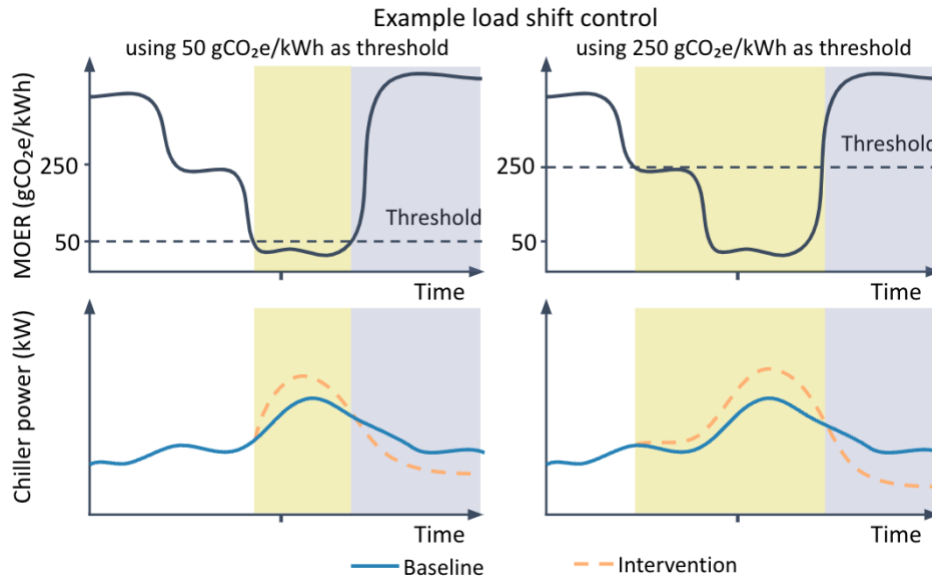 Example load shift control
using 50 gCO₂e/kWh as threshold
using 250 gCO₂e/kWh as threshold
MOER (gCO₂e/kWh)
250
50
Threshold
Time
250
50
Threshold
Time
Chiller power (kW)
Time
Time
Baseline
Intervention